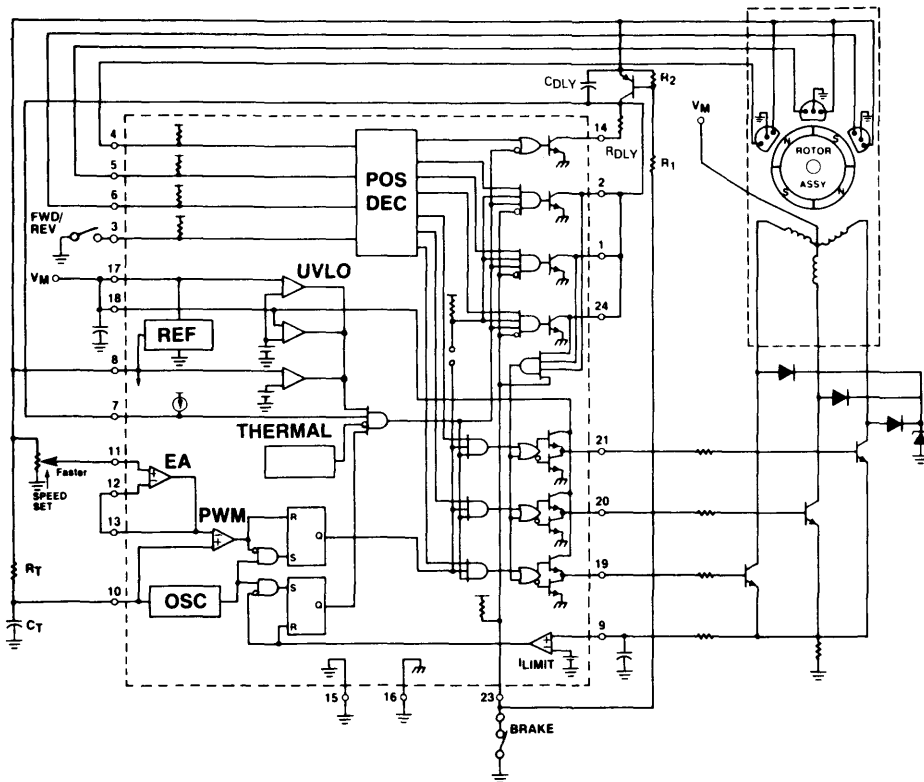 CDLY
R2
VM
14
RDLY
R1
4
5
6
FWD/
REV
3
POS
DEC
2
1
24
N
S
ROTOR
ASSY
S
N
VM
17
18
UVLO
REF
8
7
THERMAL
11
Faster
EA
12
SPEED
SET
13
PWM
R
Q
S
21
20
19
RT
10
OSC
S
Q
R
CT
9
ILIMIT
15
16
23
BRAKE